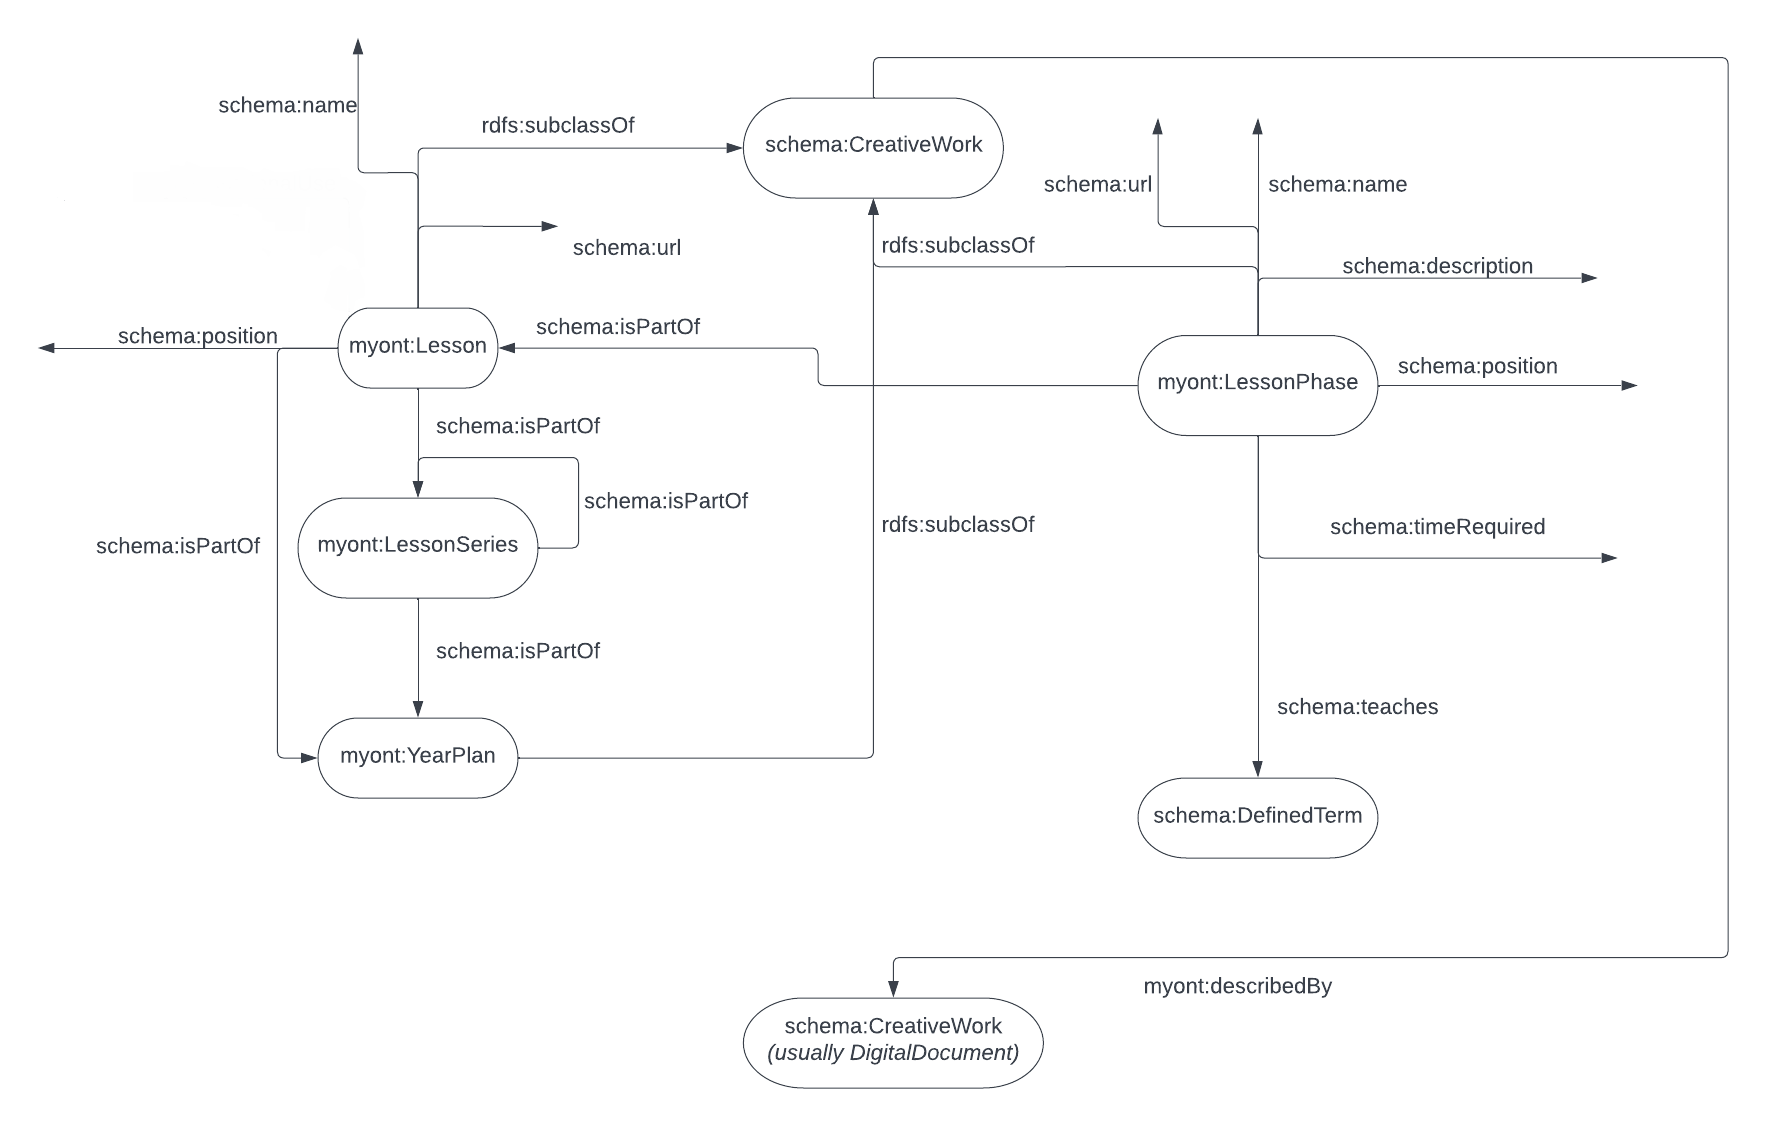 schema:name
rdfs:subclassOf
schema:CreativeWork
schema:url
schema:name
schema:url
rdfs:subclassOf
schema:description
schema:position
myont:Lesson
schema:isPartOf
myont:LessonPhase
schema:position
schema:isPartOf
schema:isPartOf
myont:LessonSeries
schema:isPartOf
rdfs:subclassOf
schema:timeRequired
schema:isPartOf
schema:teaches
myont:YearPlan
schema:DefinedTerm
myont:describedBy
schema:CreativeWork
(usually DigitalDocument)